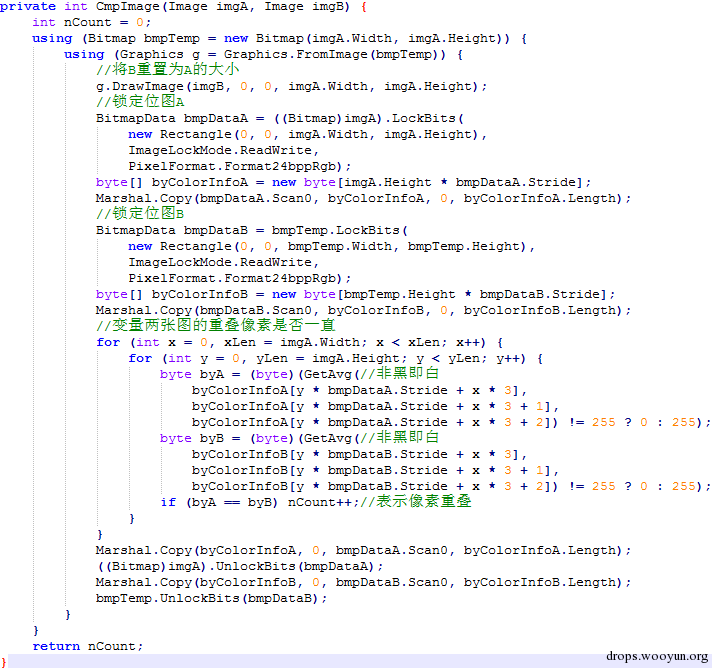 private int CmpImage(Image imgA, Image imgB) {
    int nCount = 0;
    using (Bitmap bmpTemp = new Bitmap(imgA.Width, imgA.Height)) {
        using (Graphics g = Graphics.FromImage(bmpTemp)) {
            //将B重置为A的大小
            g.DrawImage(imgB, 0, 0, imgA.Width, imgA.Height);
            //锁定位图A
            BitmapData bmpDataA = ((Bitmap)imgA).LockBits(
                new Rectangle(0, 0, imgA.Width, imgA.Height),
                ImageLockMode.ReadWrite,
                PixelFormat.Format24bppRgb);
            byte[] byColorInfoA = new byte[imgA.Height * bmpDataA.Stride];
            Marshal.Copy(bmpDataA.Scan0, byColorInfoA, 0, byColorInfoA.Length);
            //锁定位图B
            BitmapData bmpDataB = bmpTemp.LockBits(
                new Rectangle(0, 0, bmpTemp.Width, bmpTemp.Height),
                ImageLockMode.ReadWrite,
                PixelFormat.Format24bppRgb);
            byte[] byColorInfoB = new byte[bmpTemp.Height * bmpDataB.Stride];
            Marshal.Copy(bmpDataB.Scan0, byColorInfoB, 0, byColorInfoB.Length);
            //变量两张图的重叠像素是否一直
            for (int x = 0, xLen = imgA.Width; x < xLen; x++) {
                for (int y = 0, yLen = imgA.Height; y < yLen; y++) {
                    byte byA = (byte)(GetAvg(//非黑即白
                        byColorInfoA[y * bmpDataA.Stride + x * 3],
                        byColorInfoA[y * bmpDataA.Stride + x * 3 + 1],
                        byColorInfoA[y * bmpDataA.Stride + x * 3 + 2]) != 255 ? 0 : 255);
                    byte byB = (byte)(GetAvg(//非黑即白
                        byColorInfoB[y * bmpDataB.Stride + x * 3],
                        byColorInfoB[y * bmpDataB.Stride + x * 3 + 1],
                        byColorInfoB[y * bmpDataB.Stride + x * 3 + 2]) != 255 ? 0 : 255);
                    if (byA == byB) nCount++;//表示像素重叠
                }
            }
            Marshal.Copy(byColorInfoA, 0, bmpDataA.Scan0, byColorInfoA.Length);
            ((Bitmap)imgA).UnlockBits(bmpDataA);
            Marshal.Copy(byColorInfoB, 0, bmpDataB.Scan0, byColorInfoB.Length);
            bmpTemp.UnlockBits(bmpDataB);
        }
    }
    return nCount;
}
drops.wooyun.org